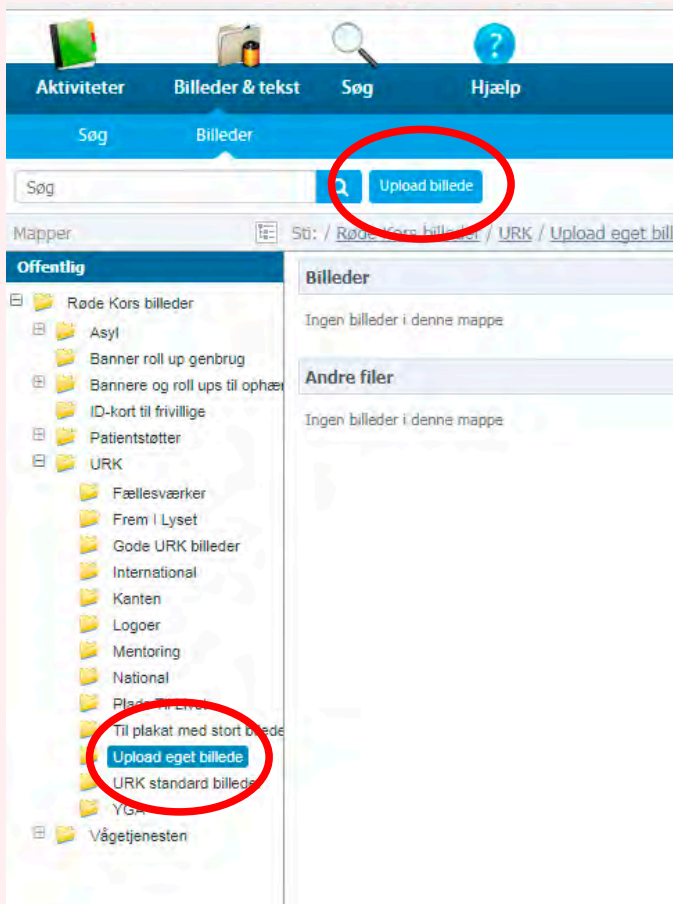 Aktiviteter Billeder & tekst Søg Hjælp
Søg Billeder
Søg Upload billede
Mapper Sti: / Røde Kors billeder / URK / Upload eget bill
Offentlig
Billeder
Røde Kors billeder
Ingen billeder i denne mappe
Asyl
Banner roll up genbrug
Andre filer
Bannere og roll ups til ophæn
ID-kort til frivillige
Ingen billeder i denne mappe
Patientstøtter
URK
Fællesværker
Frem I Lyset
Gode URK billeder
International
Kanten
Logoer
Mentoring
National
Til plakat med stort billede
Upload eget billede
URK standard billeder
YGA
Vågetjenesten